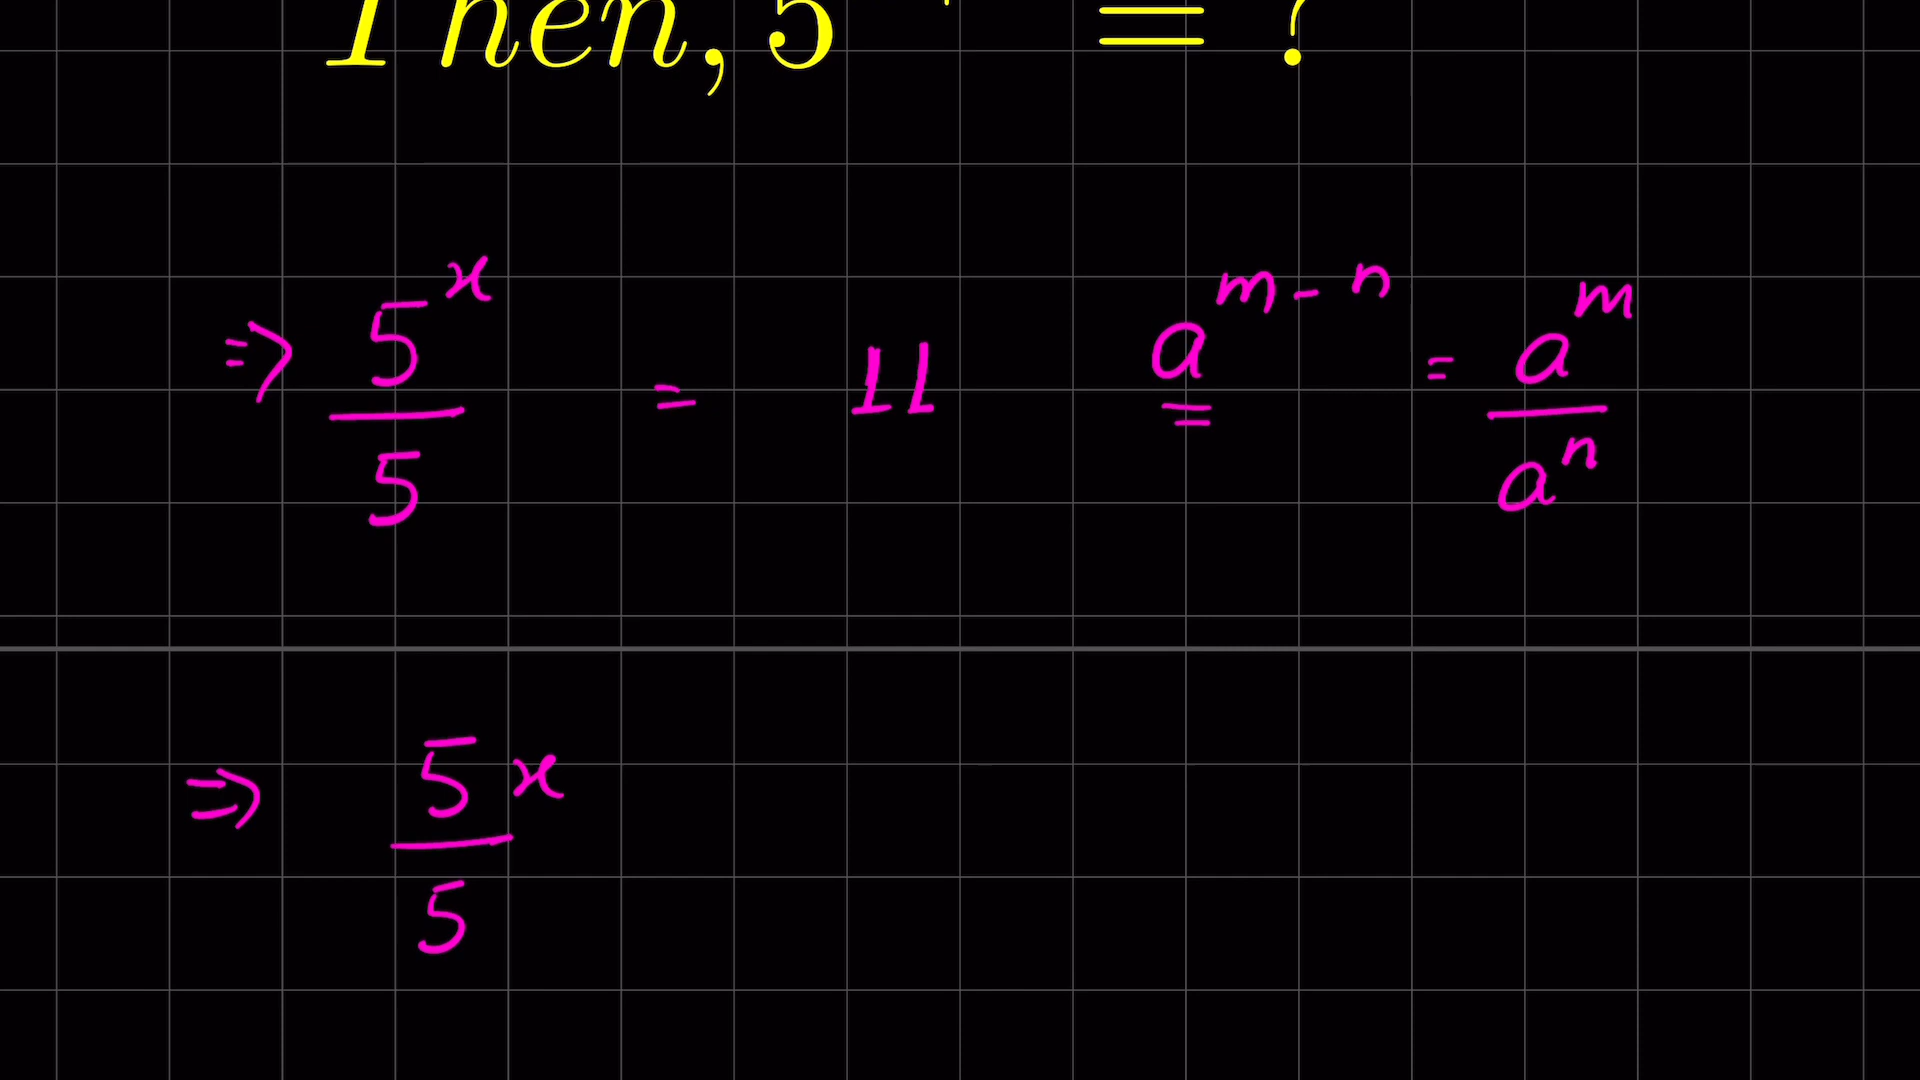 Then, 5 = ?
⇒ 5^x / 5 = 11 a^(m-n) = a^m / a^n
⇒ 5^x / 5